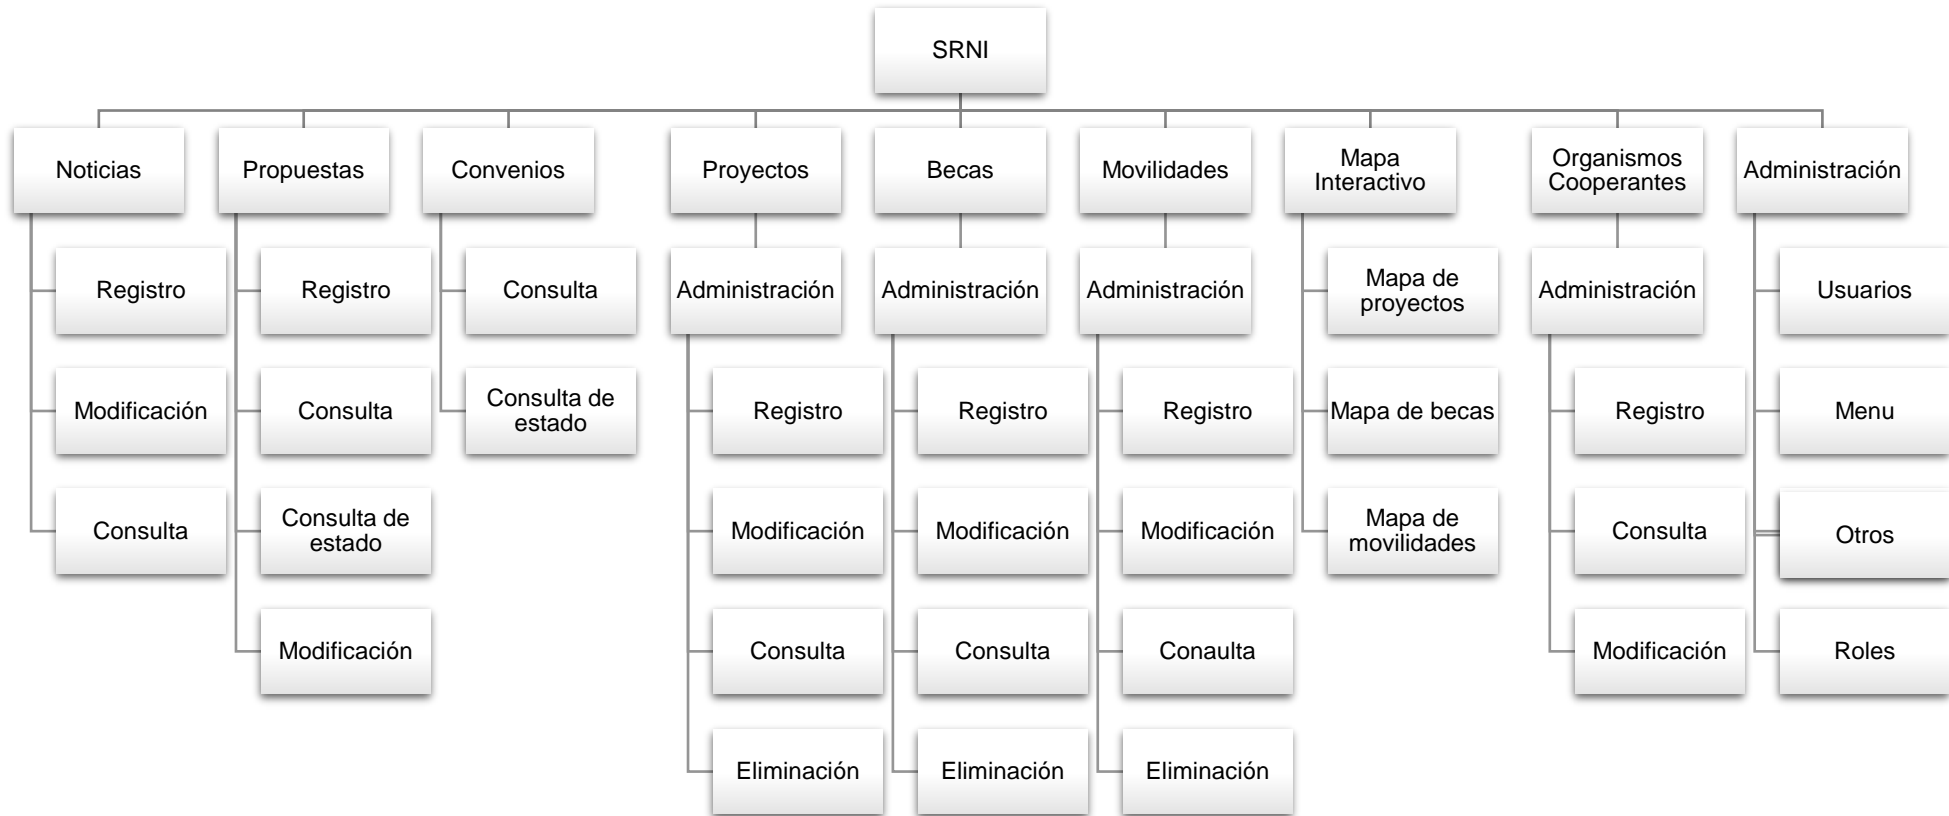 SRNI
Noticias
Propuestas
Convenios
Proyectos
Becas
Movilidades
Mapa
Interactivo
Organismos
Cooperantes
Administración
Registro
Registro
Consulta
Administración
Administración
Administración
Mapa de
proyectos
Administración
Usuarios
Modificación
Consulta
Consulta de
estado
Registro
Registro
Registro
Mapa de becas
Registro
Menu
Consulta
Consulta de
estado
Modificación
Modificación
Modificación
Mapa de
movilidades
Consulta
Otros
Modificación
Consulta
Consulta
Conaulta
Modificación
Roles
Eliminación
Eliminación
Eliminación